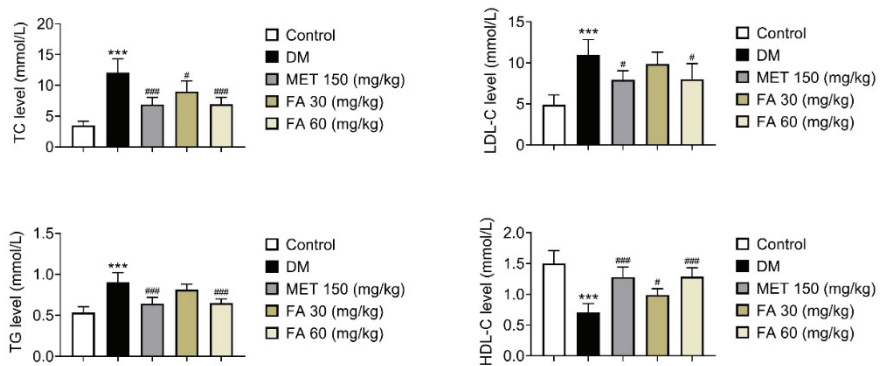 TC level (mmol/L)
20
15
10
5
0
***
###
#
###
Control
DM
MET 150 (mg/kg)
FA 30 (mg/kg)
FA 60 (mg/kg)
LDL-C level (mmol/L)
15
10
5
0
***
#
#
Control
DM
MET 150 (mg/kg)
FA 30 (mg/kg)
FA 60 (mg/kg)
TG level (mmol/L)
1.5
1.0
0.5
0.0
***
###
###
Control
DM
MET 150 (mg/kg)
FA 30 (mg/kg)
FA 60 (mg/kg)
HDL-C level (mmol/L)
2.0
1.5
1.0
0.5
0.0
***
###
#
###
Control
DM
MET 150 (mg/kg)
FA 30 (mg/kg)
FA 60 (mg/kg)